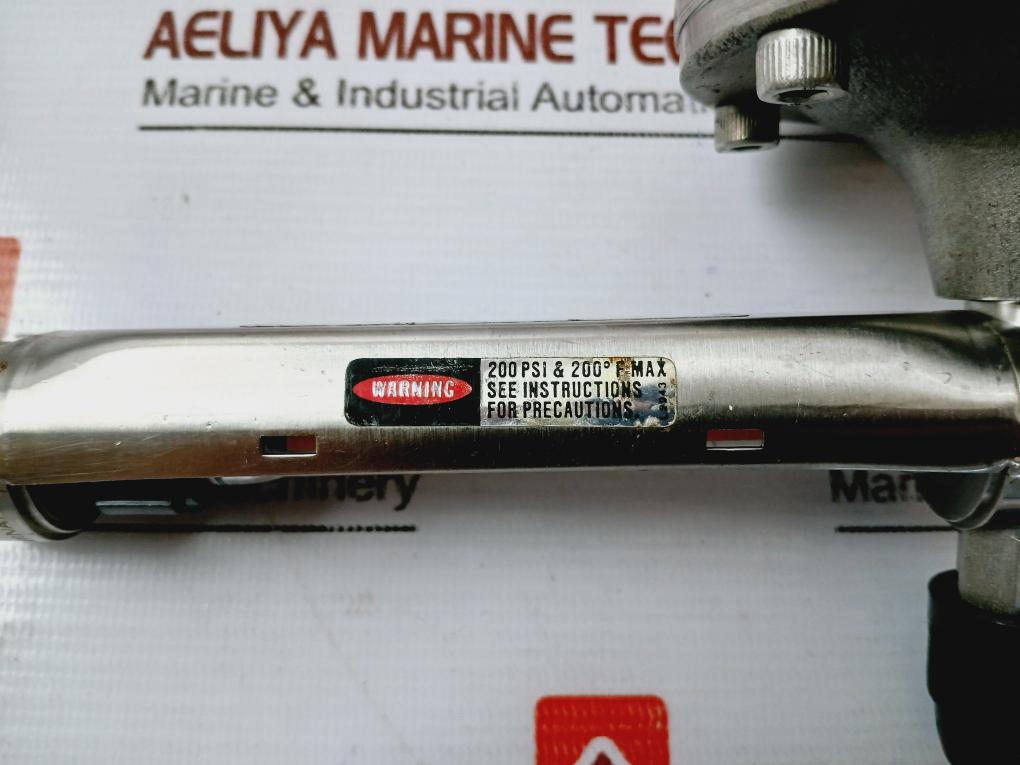 AELIYA MARINE TEC
Marine & Industrial Automat
WARNING
200 PSI & 200° F MAX
SEE INSTRUCTIONS
FOR PRECAUTIONS